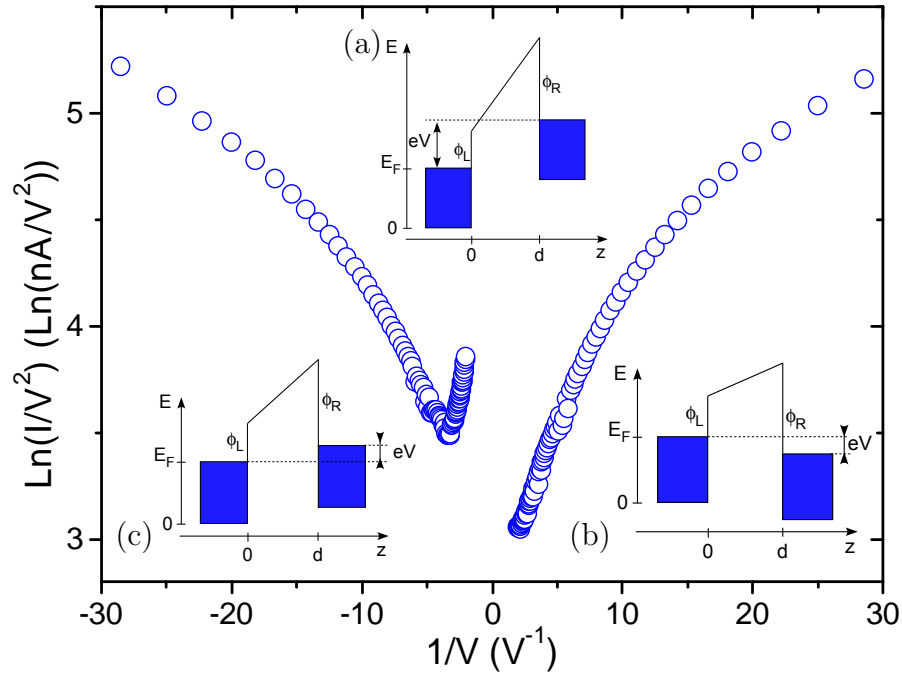 Ln(I/V²) (Ln(nA/V²))
5
4
3
-30
-20
-10
0
10
20
30
1/V (V⁻¹)
(a)
E
ϕ_R
eV
ϕ_L
E_F
0
0
d
z
(c)
E
ϕ_R
ϕ_L
E_F
eV
0
0
d
z
(b)
E
ϕ_L
ϕ_R
E_F
eV
0
0
d
z